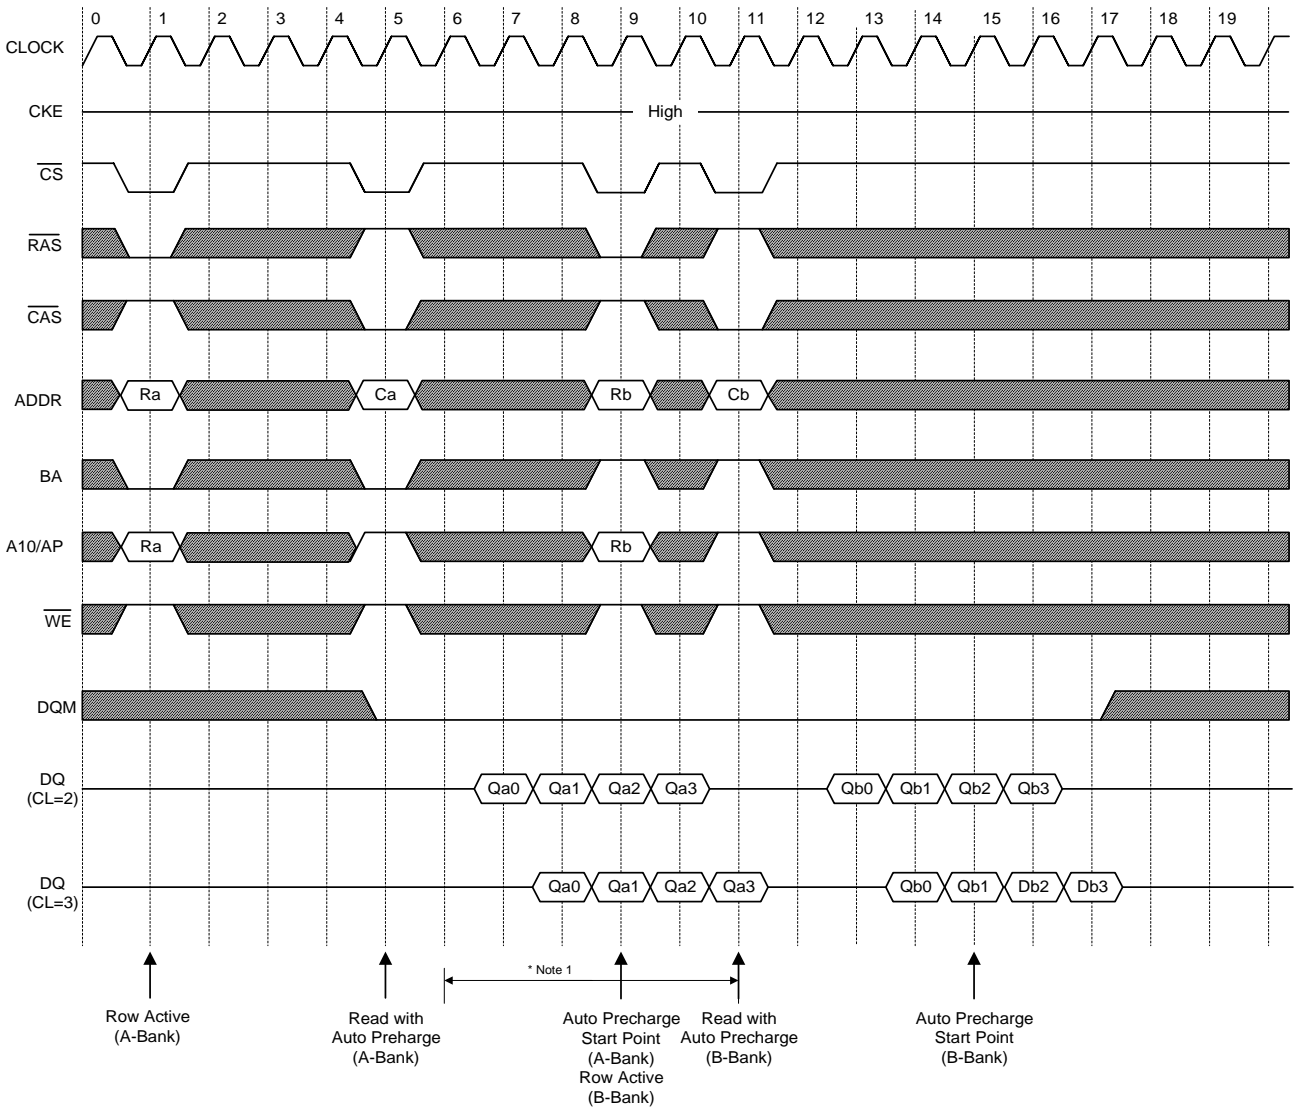 0 1 2 3 4 5 6 7 8 9 10 11 12 13 14 15 16 17 18 19
CLOCK
CKE High
CS
RAS
CAS
ADDR Ra Ca Rb Cb
BA
A10/AP Ra Rb
WE
DQM
DQ
(CL=2)
Qa0 Qa1 Qa2 Qa3 Qb0 Qb1 Qb2 Qb3
DQ
(CL=3)
Qa0 Qa1 Qa2 Qa3 Qb0 Qb1 Db2 Db3
* Note 1
Row Active
(A-Bank)
Read with
Auto Preharge
(A-Bank)
Auto Precharge
Start Point
(A-Bank)
Row Active
(B-Bank)
Read with
Auto Precharge
(B-Bank)
Auto Precharge
Start Point
(B-Bank)